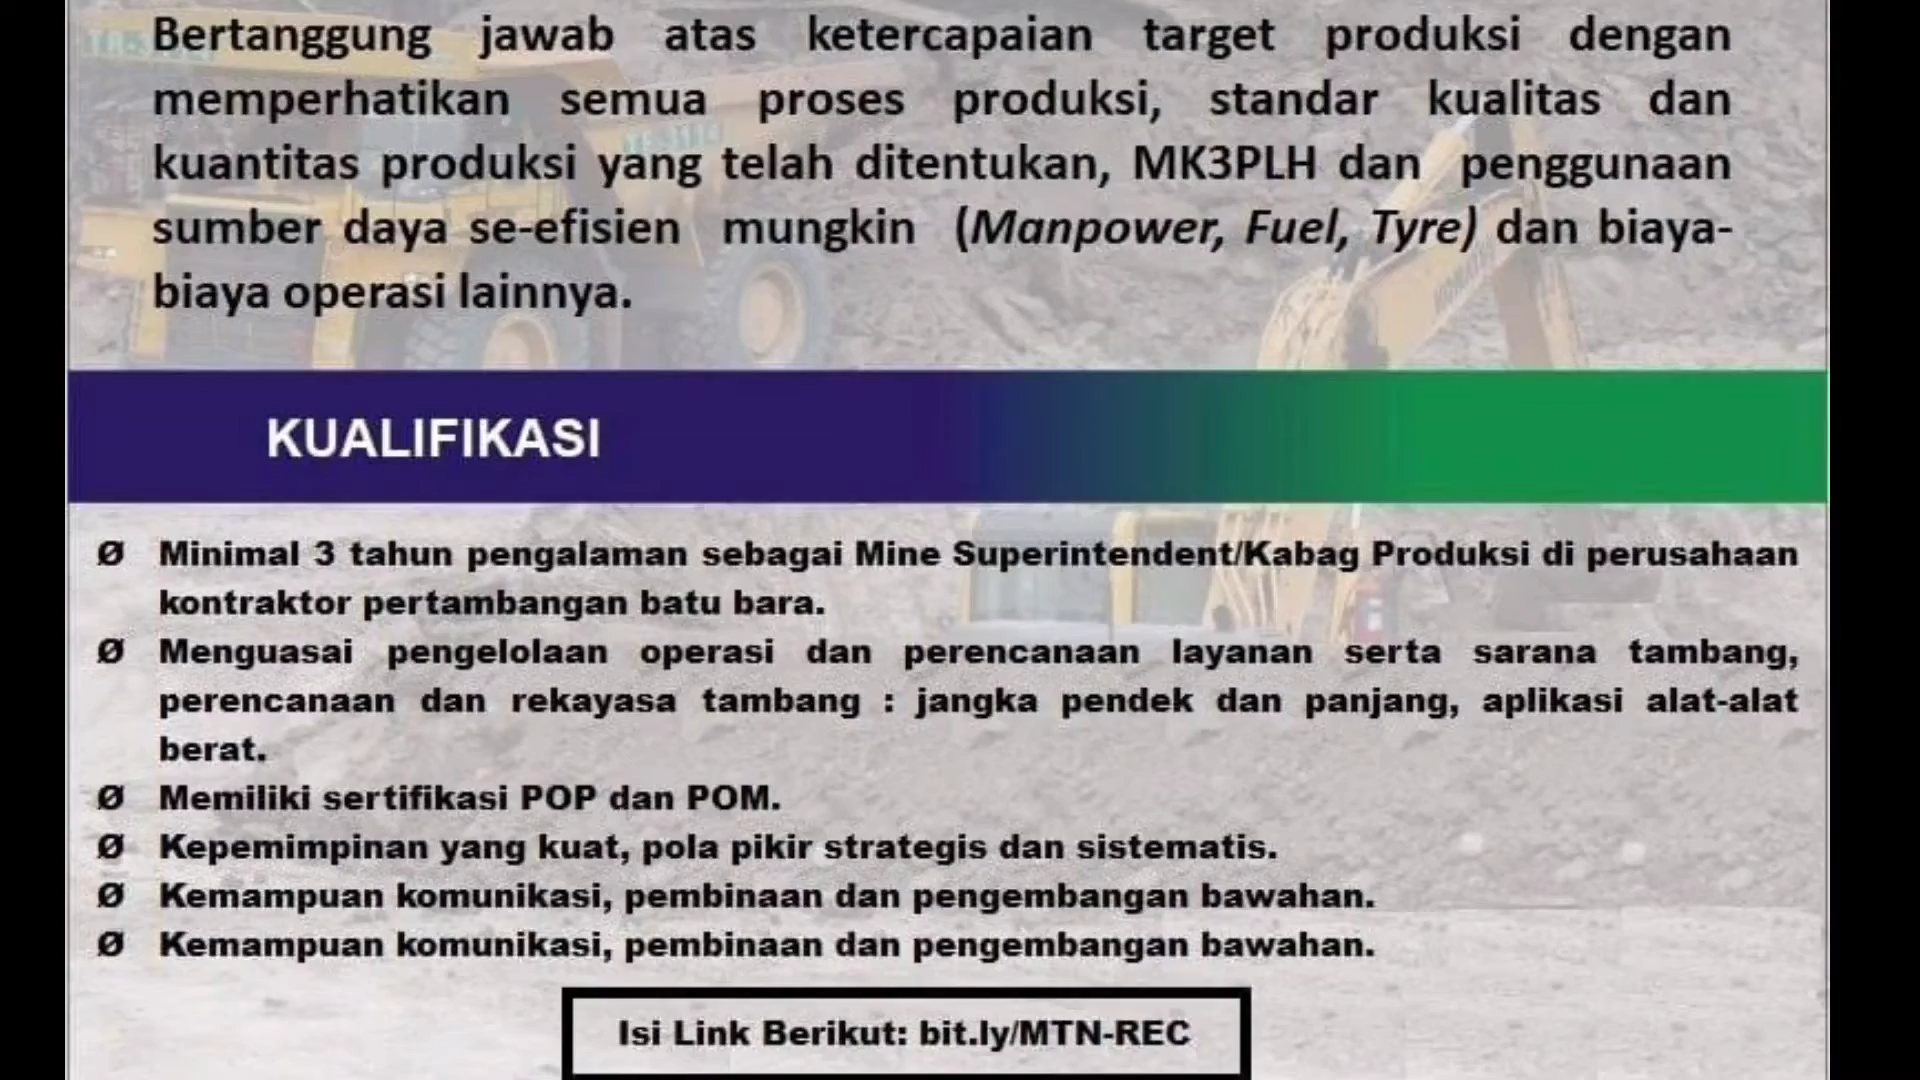 Bertanggung jawab atas ketercapaian target produksi dengan
memperhatikan semua proses produksi, standar kualitas dan
kuantitas produksi yang telah ditentukan, MK3PLH dan penggunaan
sumber daya se-efisien mungkin (Manpower, Fuel, Tyre) dan biaya-
biaya operasi lainnya.
KUALIFIKASI
Ø Minimal 3 tahun pengalaman sebagai Mine Superintendent/Kabag Produksi di perusahaan
kontraktor pertambangan batu bara.
Ø Menguasai pengelolaan operasi dan perencanaan layanan serta sarana tambang,
perencanaan dan rekayasa tambang : jangka pendek dan panjang, aplikasi alat-alat
berat.
Ø Memiliki sertifikasi POP dan POM.
Ø Kepemimpinan yang kuat, pola pikir strategis dan sistematis.
Ø Kemampuan komunikasi, pembinaan dan pengembangan bawahan.
Ø Kemampuan komunikasi, pembinaan dan pengembangan bawahan.
Isi Link Berikut: bit.ly/MTN-REC